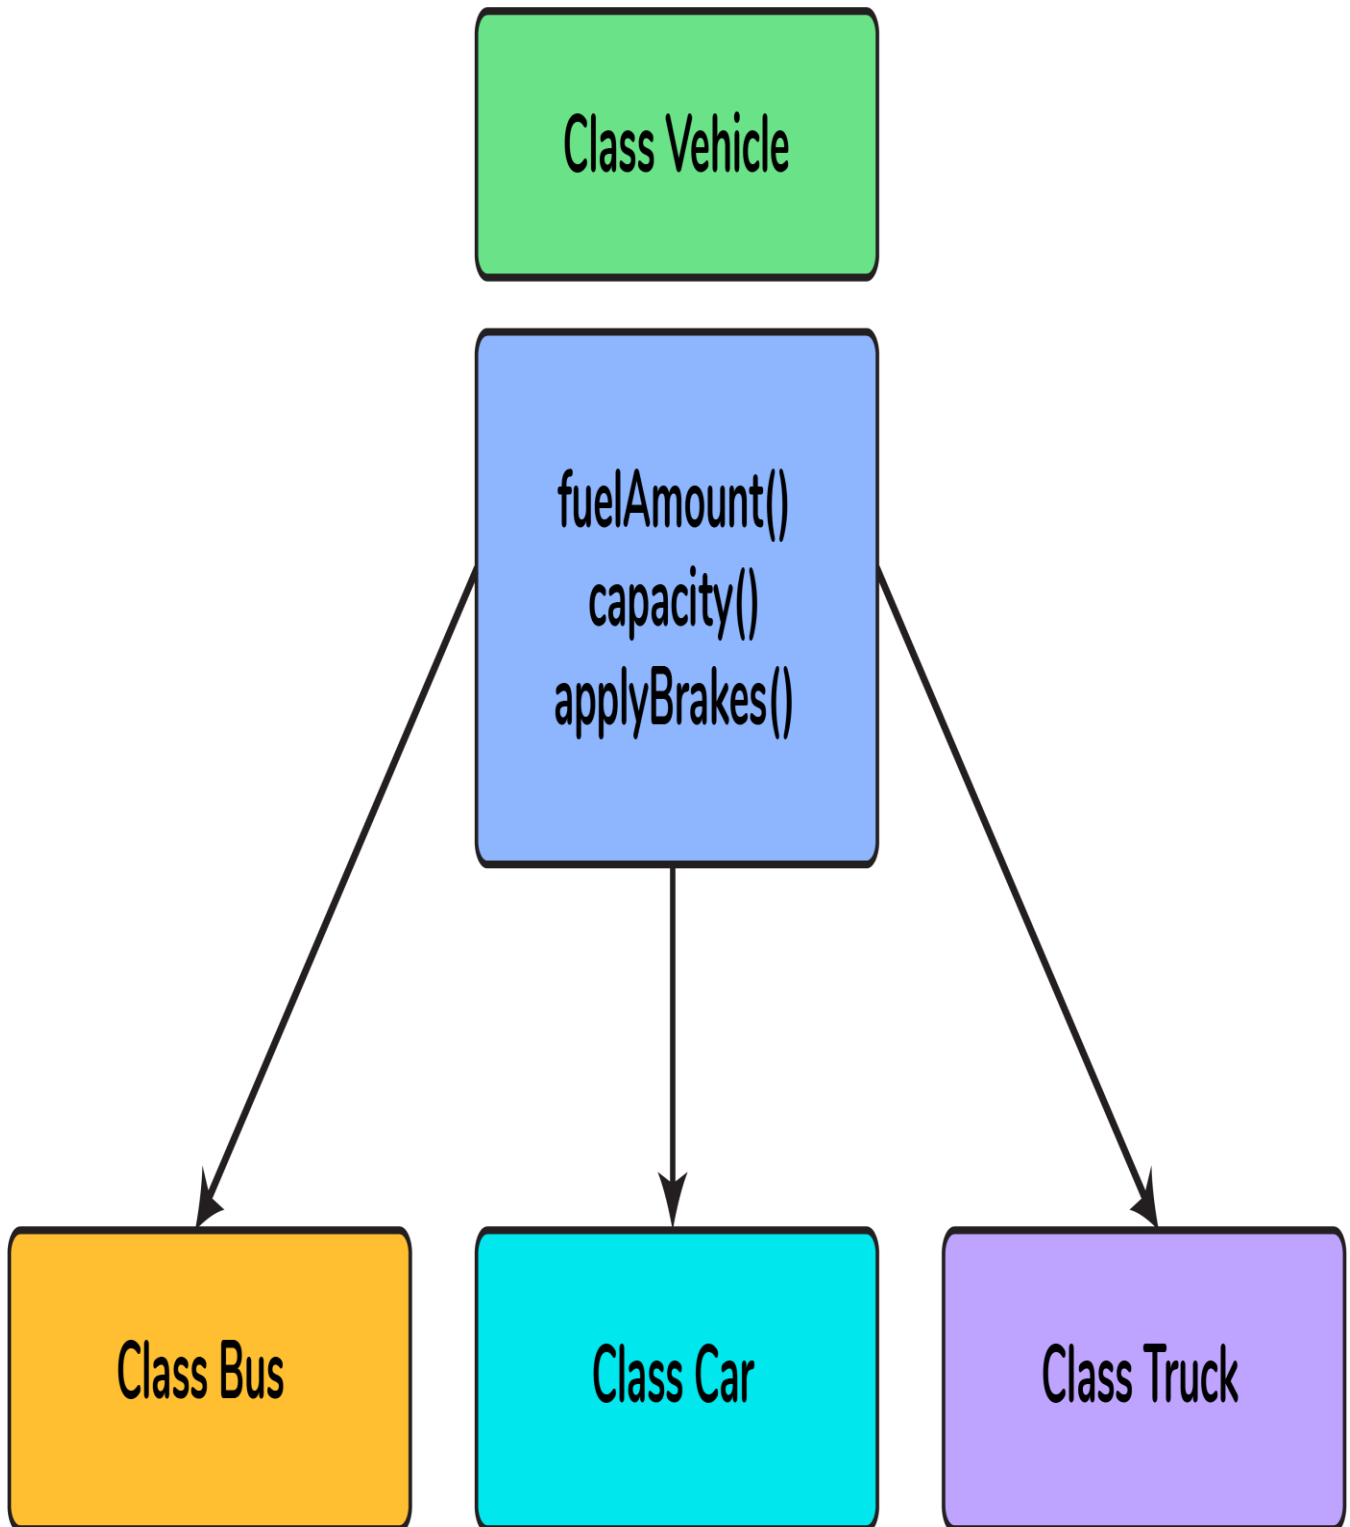 Class Vehicle
fuelAmount()
capacity()
applyBrakes()
Class Bus
Class Car
Class Truck